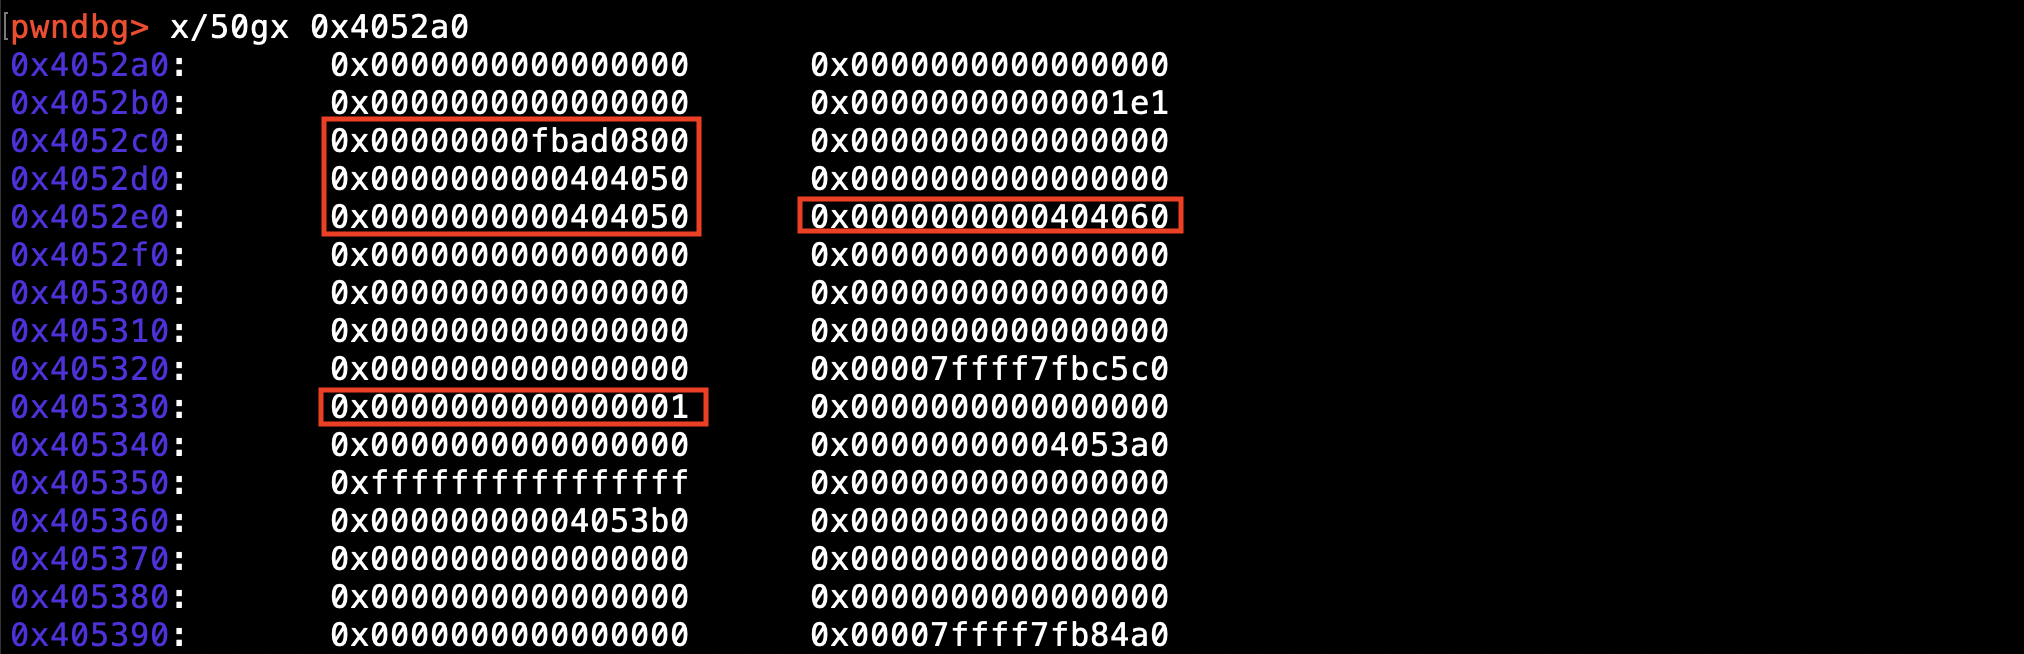 [pwndbg> x/50gx 0x4052a0
0x4052a0: 0x0000000000000000 0x0000000000000000
0x4052b0: 0x0000000000000000 0x00000000000001e1
0x4052c0: 0x00000000fbad0800 0x0000000000000000
0x4052d0: 0x0000000000404050 0x0000000000000000
0x4052e0: 0x0000000000404050 0x0000000000404060
0x4052f0: 0x0000000000000000 0x0000000000000000
0x405300: 0x0000000000000000 0x0000000000000000
0x405310: 0x0000000000000000 0x0000000000000000
0x405320: 0x0000000000000000 0x00007ffff7fbc5c0
0x405330: 0x0000000000000001 0x0000000000000000
0x405340: 0x0000000000000000 0x00000000004053a0
0x405350: 0xffffffffffffffff 0x0000000000000000
0x405360: 0x00000000004053b0 0x0000000000000000
0x405370: 0x0000000000000000 0x0000000000000000
0x405380: 0x0000000000000000 0x0000000000000000
0x405390: 0x0000000000000000 0x00007ffff7fb84a0